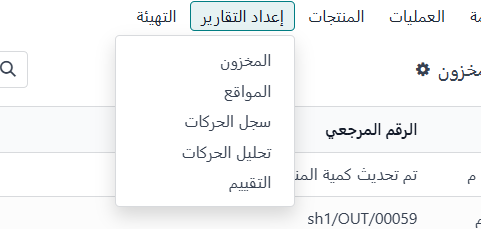 العمليات المنتجات إعداد التقارير التهيئة
المخزون
المواقع
سجل الحركات
تحليل الحركات
التقييم
الرقم المرجعي
تم تحديث كمية
sh1/OUT/00059